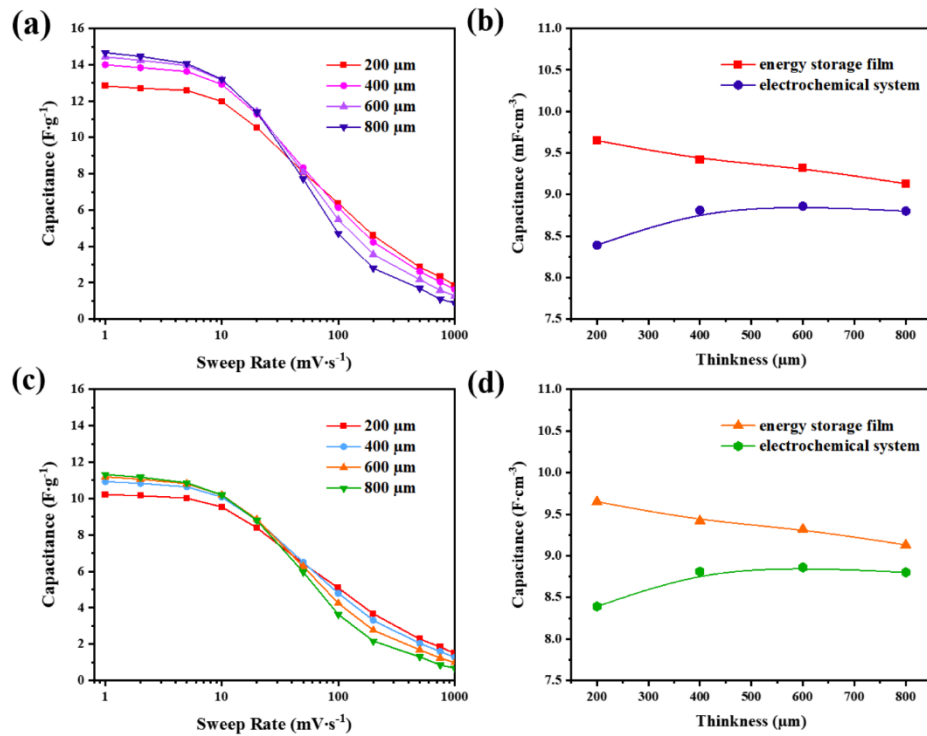 (a)
16
14
12
10
8
6
4
2
0
Capacitance (F·g⁻¹)
200 µm
400 µm
600 µm
800 µm
1
10
100
1000
Sweep Rate (mV·s⁻¹)
(b)
11.0
10.5
10.0
9.5
9.0
8.5
8.0
7.5
Capacitance (mF·cm⁻³)
energy storage film
electrochemical system
200
300
400
500
600
700
800
Thinkness (µm)
(c)
16
14
12
10
8
6
4
2
0
Capacitance (F·g⁻¹)
200 µm
400 µm
600 µm
800 µm
1
10
100
1000
Sweep Rate (mV·s⁻¹)
(d)
11.0
10.5
10.0
9.5
9.0
8.5
8.0
7.5
Capacitance (F·cm⁻³)
energy storage film
electrochemical system
200
300
400
500
600
700
800
Thinkness (µm)